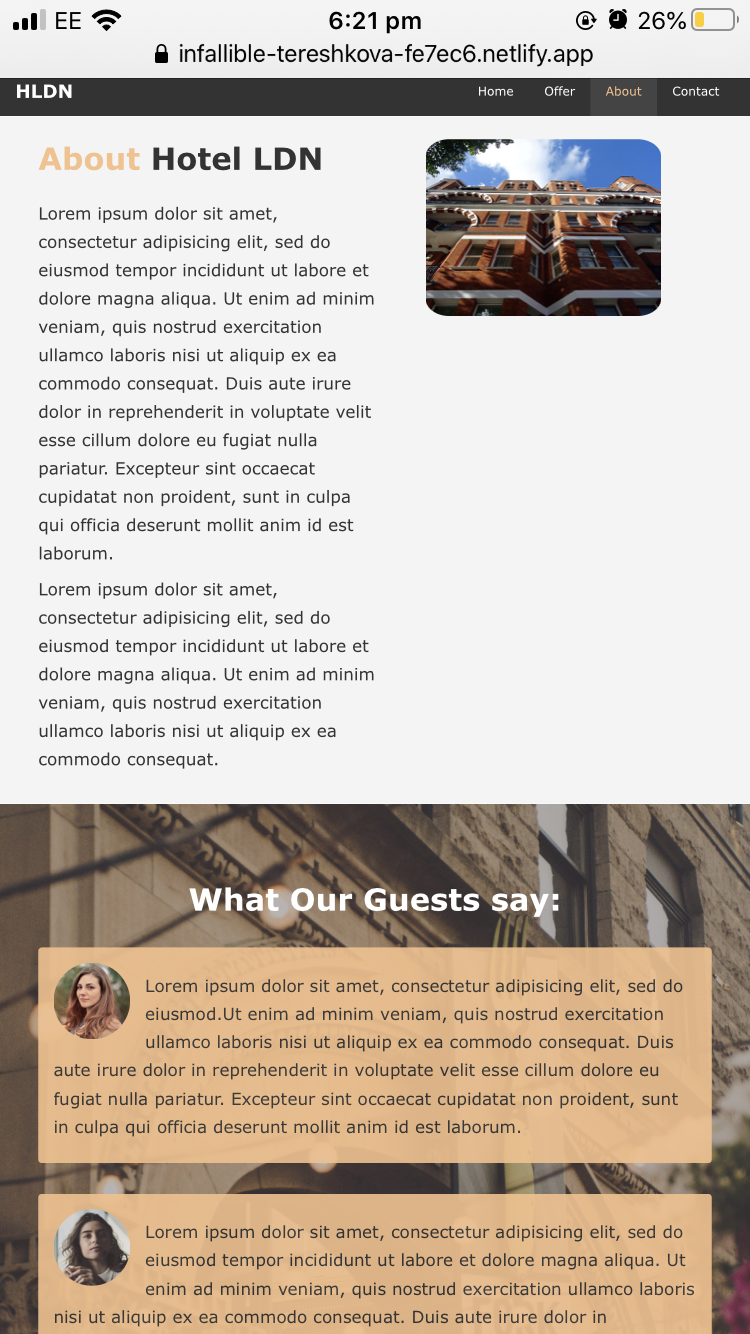 EE 6:21 pm 26%
infallible-tereshkova-fe7ec6.netlify.app
HLDN Home Offer About Contact
About Hotel LDN
Lorem ipsum dolor sit amet,
consectetur adipisicing elit, sed do
eiusmod tempor incididunt ut labore et
dolore magna aliqua. Ut enim ad minim
veniam, quis nostrud exercitation
ullamco laboris nisi ut aliquip ex ea
commodo consequat. Duis aute irure
dolor in reprehenderit in voluptate velit
esse cillum dolore eu fugiat nulla
pariatur. Excepteur sint occaecat
cupidatat non proident, sunt in culpa
qui officia deserunt mollit anim id est
laborum.
Lorem ipsum dolor sit amet,
consectetur adipisicing elit, sed do
eiusmod tempor incididunt ut labore et
dolore magna aliqua. Ut enim ad minim
veniam, quis nostrud exercitation
ullamco laboris nisi ut aliquip ex ea
commodo consequat.
What Our Guests say:
Lorem ipsum dolor sit amet, consectetur adipisicing elit, sed do
eiusmod.Ut enim ad minim veniam, quis nostrud exercitation
ullamco laboris nisi ut aliquip ex ea commodo consequat. Duis
aute irure dolor in reprehenderit in voluptate velit esse cillum dolore eu
fugiat nulla pariatur. Excepteur sint occaecat cupidatat non proident, sunt
in culpa qui officia deserunt mollit anim id est laborum.
Lorem ipsum dolor sit amet, consectetur adipisicing elit, sed do
eiusmod tempor incididunt ut labore et dolore magna aliqua. Ut
enim ad minim veniam, quis nostrud exercitation ullamco laboris
nisi ut aliquip ex ea commodo consequat. Duis aute irure dolor in